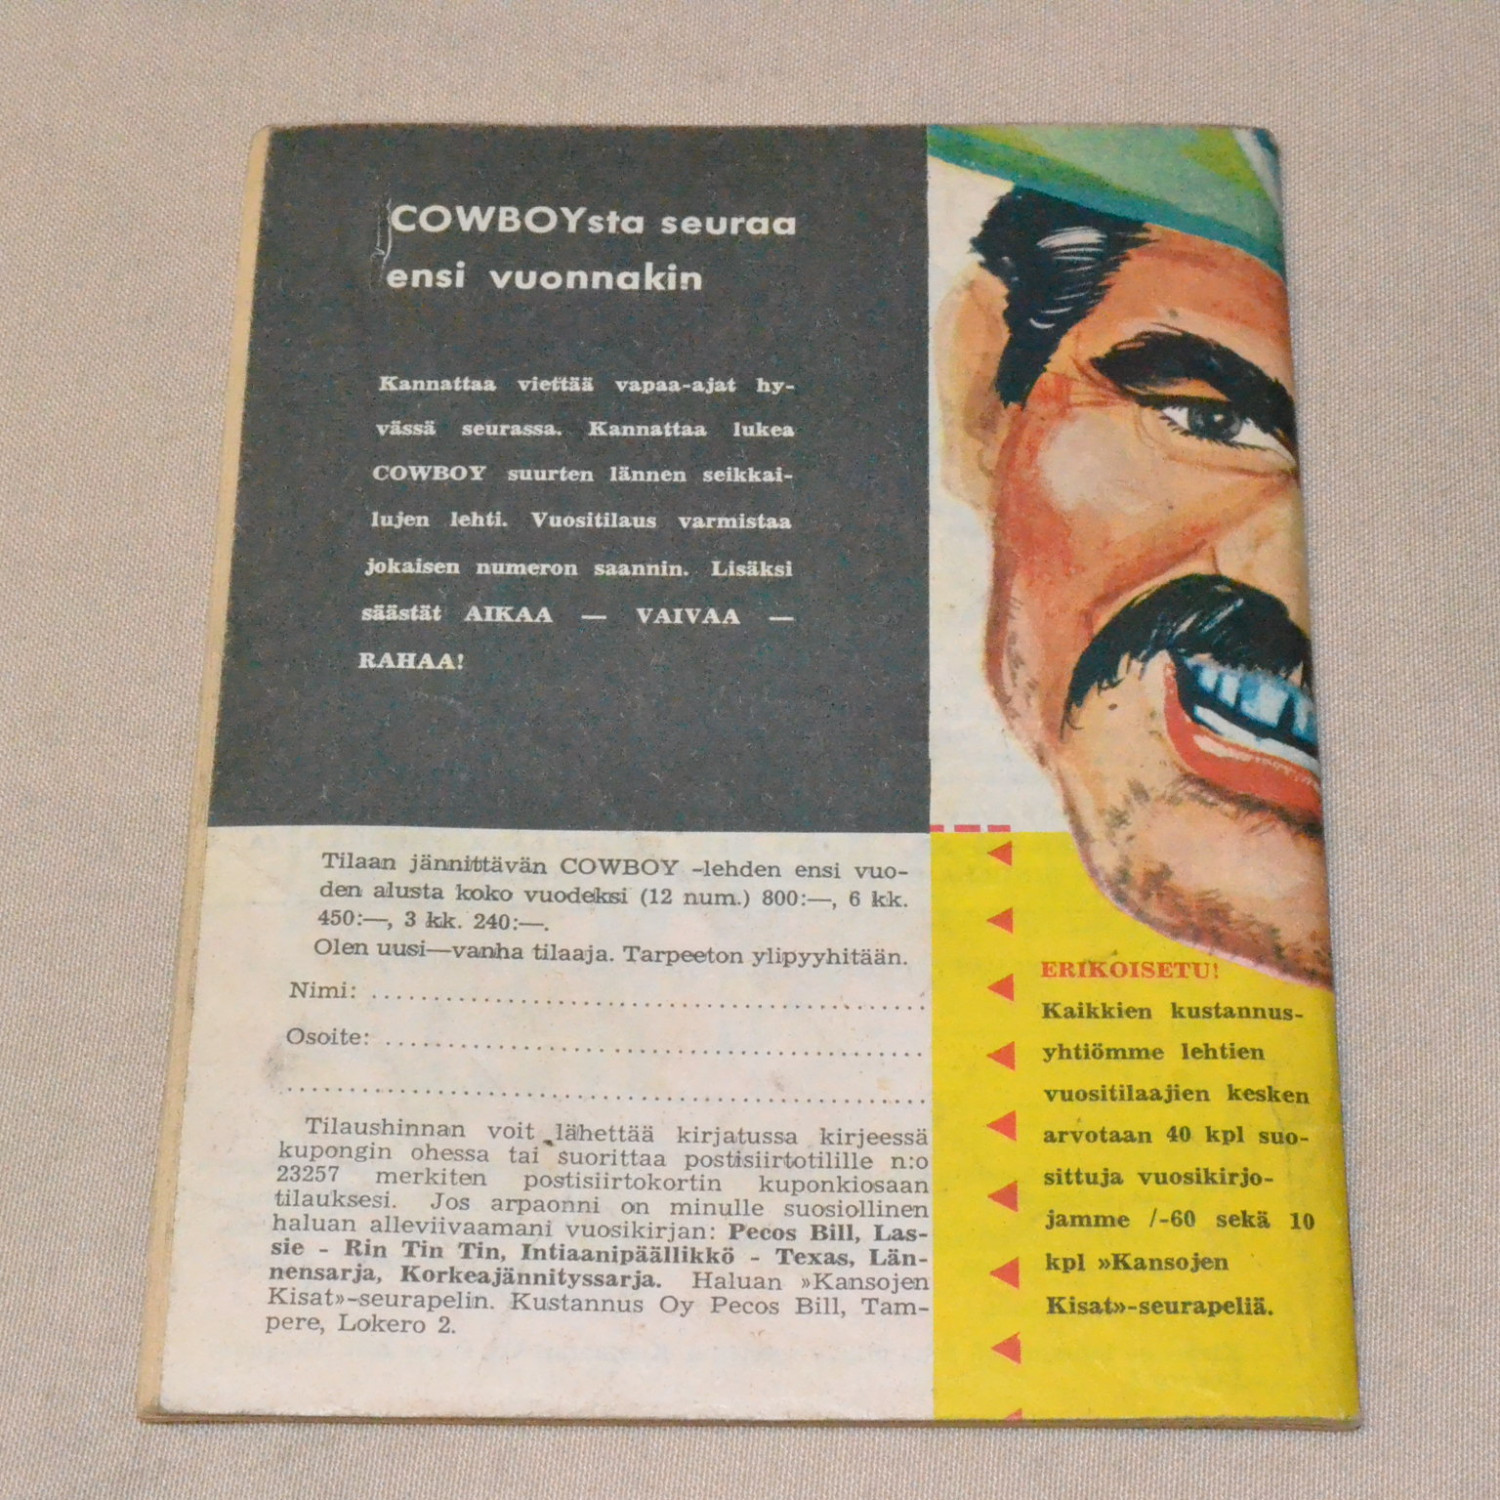 COWBOYsta seuraa
ensi vuonnakin
Kannattaa viettää vapaa-ajat hy-
vässä seurassa. Kannattaa lukea
COWBOY suurten lännen seikkai-
lujen lehti. Vuositilaus varmistaa
jokaisen numeron saannin. Lisäksi
säästät AIKAA — VAIVAA —
RAHAA!
Tilaan jännittävän COWBOY -lehden ensi vuo-
den alusta koko vuodeksi (12 num.) 800:—, 6 kk.
450:—, 3 kk. 240:—.
Olen uusi—vanha tilaaja. Tarpeeton ylipyyhitään.
Nimi:
Osoite:
Tilaushinnan voit lähettää kirjatussa kirjeessä
kupongin ohessa tai suorittaa postisiirtotilille n:o
23257 merkiten postisiirtokortin kuponkiosaan
tilauksesi. Jos arpaonni on minulle suosiollinen
haluan alleviivaamani vuosikirjan: Pecos Bill, Las-
sie - Rin Tin Tin, Intiaanipäällikkö - Texas, Län-
nensarja, Korkeajännityssarja. Haluan »Kansojen
Kisat»-seurapelin. Kustannus Oy Pecos Bill, Tam-
pere, Lokero 2.
ERIKOISETU!
Kaikkien kustannus-
yhtiömme lehtien
vuositilaajien kesken
arvotaan 40 kpl suo-
sittuja vuosikirjo-
jamme /-60 sekä 10
kpl »Kansojen
Kisat»-seurapeliä.